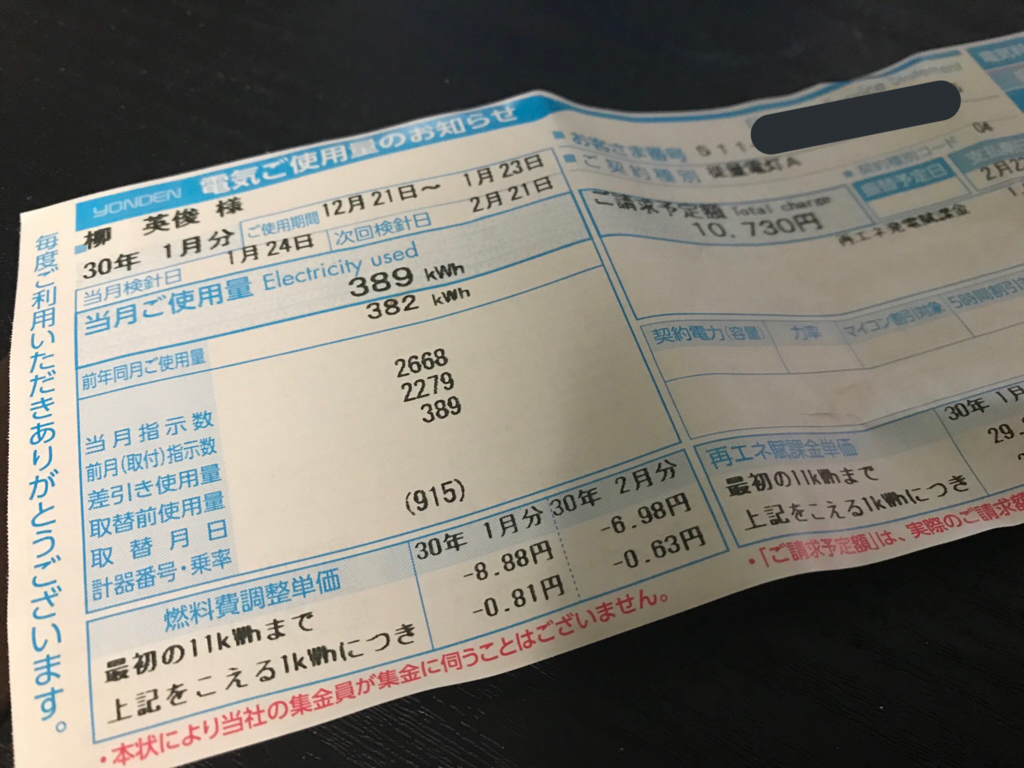 YONDEN 電気ご使用量のお知らせ
柳 英俊 様
30年 1月分 ご使用期間 12月21日～ 1月23日
当月検針日 1月24日 次回検針日 2月21日
当月ご使用量 Electricity used 389 kWh
前年同月ご使用量 382 kWh
当月指示数 2668
前月(取付)指示数 2279
差引き使用量 389
取替前使用量
取替月日
計器番号・乗率 (915)
燃料費調整単価 30年 1月分 30年 2月分
最初の11kWhまで -8.88円 -6.98円
上記をこえる1kWhにつき -0.81円 -0.63円
・本状により当社の集金員が集金に伺うことはございません。
毎度ご利用いただきありがとうございます。
■お客さま番号 511
■ご契約種別 従量電灯A
■契約種別コード 04
ご請求予定額 Total charge
10,730円
振替予定日
2月2
再エネ発電賦課金
契約電力(容量) 力率 マイコン割引対象 5時間割引
再エネ賦課金単価 30年 1月
最初の11kWhまで 29.
上記をこえる1kWhにつき
・「ご請求予定額」は、実際のご請求額